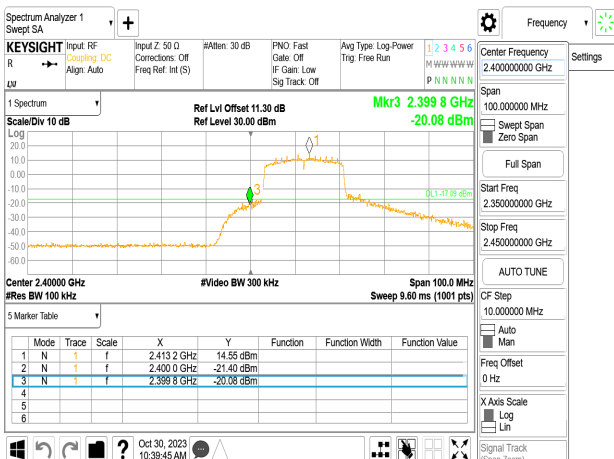 Spectrum Analyzer 1
Swept SA
Frequency
KEYSIGHT
R
LXI
Input: RF
Coupling: DC
Align: Auto
Input Z: 50 Ω
Corrections: Off
Freq Ref: Int (S)
#Atten: 30 dB
PNO: Fast
Gate: Off
IF Gain: Low
Sig Track: Off
Avg Type: Log-Power
Trig: Free Run
1 2 3 4 5 6
M W W W W W
P N N N N N
1 Spectrum
Scale/Div 10 dB
Ref Lvl Offset 11.30 dB
Ref Level 30.00 dBm
Mkr3 2.399 8 GHz
-20.08 dBm
Log
20.0
10.0
0.00
-10.0
-20.0
-30.0
-40.0
-50.0
-60.0
1
3
DL1 -17.09 dBm
Center 2.40000 GHz
#Res BW 100 kHz
#Video BW 300 kHz
Span 100.0 MHz
Sweep 9.60 ms (1001 pts)
5 Marker Table
Mode Trace Scale X Y Function Function Width Function Value
1 N 1 f 2.413 2 GHz 14.55 dBm
2 N 1 f 2.400 0 GHz -21.40 dBm
3 N 1 f 2.399 8 GHz -20.08 dBm
4
5
6
Oct 30, 2023
10:39:45 AM
Center Frequency
2.400000000 GHz
Settings
Span
100.000000 MHz
Swept Span
Zero Span
Full Span
Start Freq
2.350000000 GHz
Stop Freq
2.450000000 GHz
AUTO TUNE
CF Step
10.000000 MHz
Auto
Man
Freq Offset
0 Hz
X Axis Scale
Log
Lin
Signal Track
(Span Zoom)